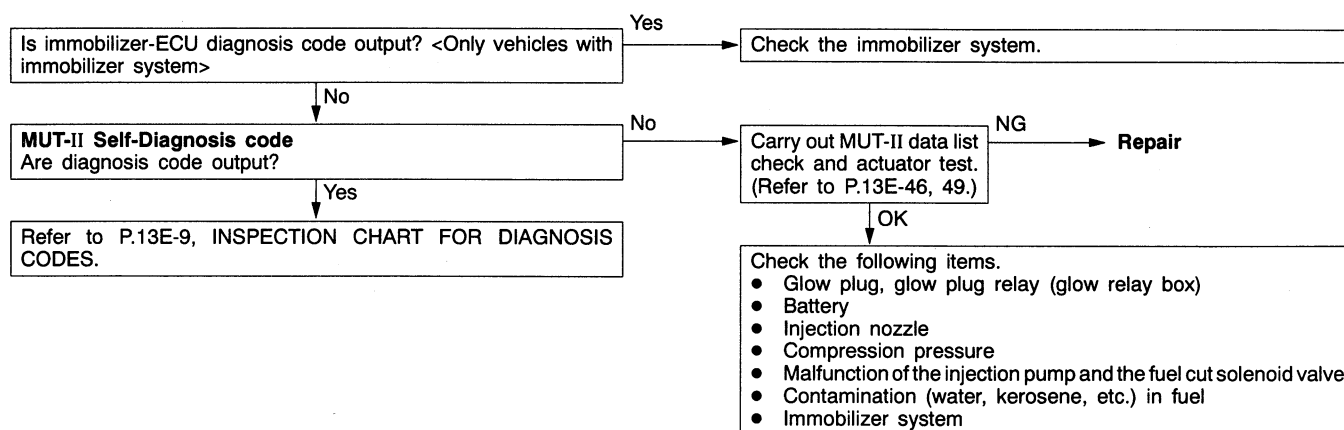 Yes
Is immobilizer-ECU diagnosis code output? <Only vehicles with
immobilizer system>
Check the immobilizer system.
No
MUT-II Self-Diagnosis code
Are diagnosis code output?
No
Carry out MUT-II data list
check and actuator test.
(Refer to P.13E-46, 49.)
NG
Repair
Yes
OK
Refer to P.13E-9, INSPECTION CHART FOR DIAGNOSIS
CODES.
Check the following items.
● Glow plug, glow plug relay (glow relay box)
● Battery
● Injection nozzle
● Compression pressure
● Malfunction of the injection pump and the fuel cut solenoid valve
● Contamination (water, kerosene, etc.) in fuel
● Immobilizer system